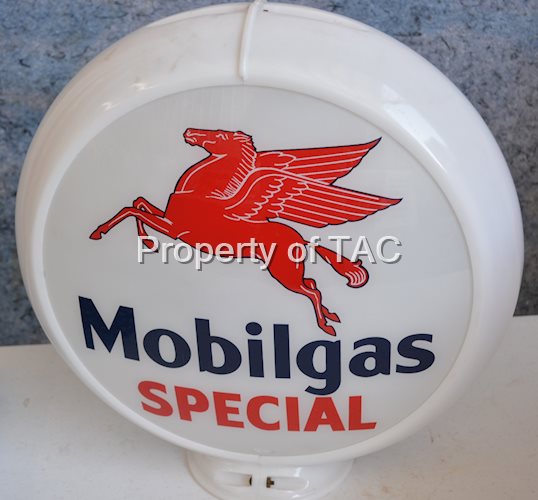 Property of TAC
Mobilgas
SPECIAL